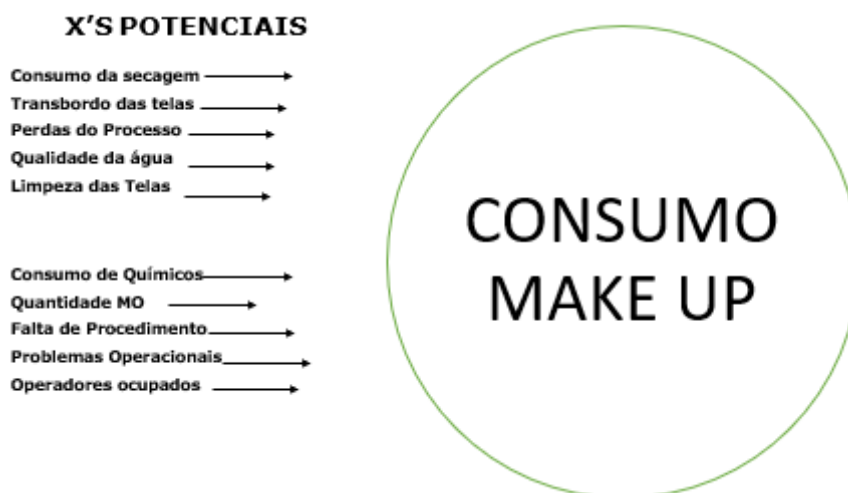 X'S POTENCIAIS
Consumo da secagem
Transbordo das telas
Perdas do Processo
Qualidade da água
Limpeza das Telas
Consumo de Químicos
Quantidade MO
Falta de Procedimento
Problemas Operacionais
Operadores ocupados
CONSUMO
MAKE UP